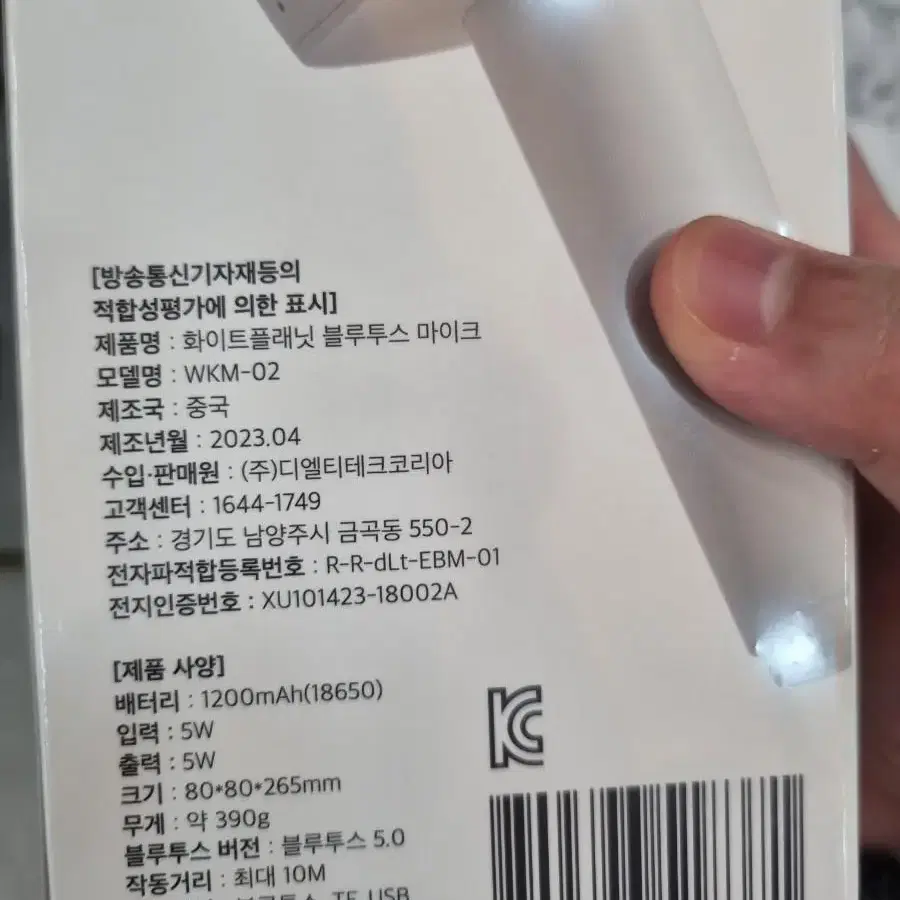 [방송통신기자재등의
적합성평가에 의한 표시]
제품명 : 화이트플래닛 블루투스 마이크
모델명 : WKM-02
제조국 : 중국
제조년월 : 2023.04
수입·판매원 : (주)디엘티테크코리아
고객센터 : 1644-1749
주소 : 경기도 남양주시 금곡동 550-2
전자파적합등록번호 : R-R-dLt-EBM-01
전지인증번호 : XU101423-18002A
[제품 사양]
배터리 : 1200mAh(18650)
입력 : 5W
출력 : 5W
크기 : 80*80*265mm
무게 : 약 390g
블루투스 버전 : 블루투스 5.0
작동거리 : 최대 10M
블루투스, TF, USB